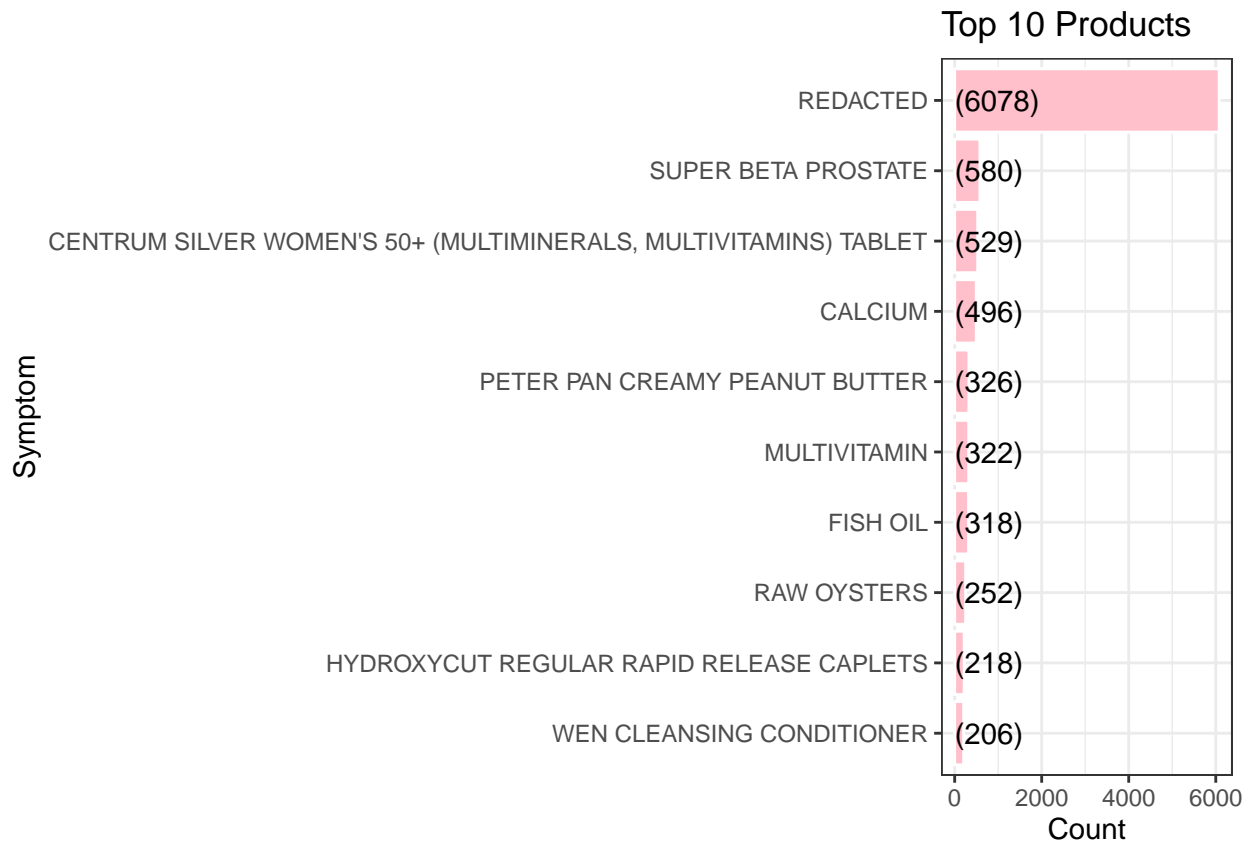 Top 10 Products
Symptom
REDACTED (6078)
SUPER BETA PROSTATE (580)
CENTRUM SILVER WOMEN'S 50+ (MULTIMINERALS, MULTIVITAMINS) TABLET (529)
CALCIUM (496)
PETER PAN CREAMY PEANUT BUTTER (326)
MULTIVITAMIN (322)
FISH OIL (318)
RAW OYSTERS (252)
HYDROXYCUT REGULAR RAPID RELEASE CAPLETS (218)
WEN CLEANSING CONDITIONER (206)
0 2000 4000 6000
Count